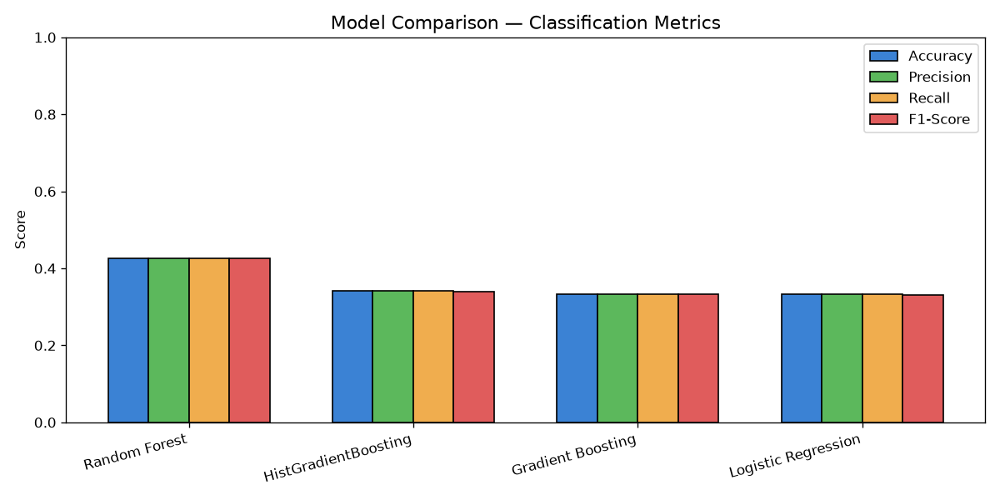 Model Comparison — Classification Metrics
1.0
0.8
0.6
0.4
0.2
0.0
Score
Accuracy
Precision
Recall
F1-Score
Random Forest
HistGradientBoosting
Gradient Boosting
Logistic Regression